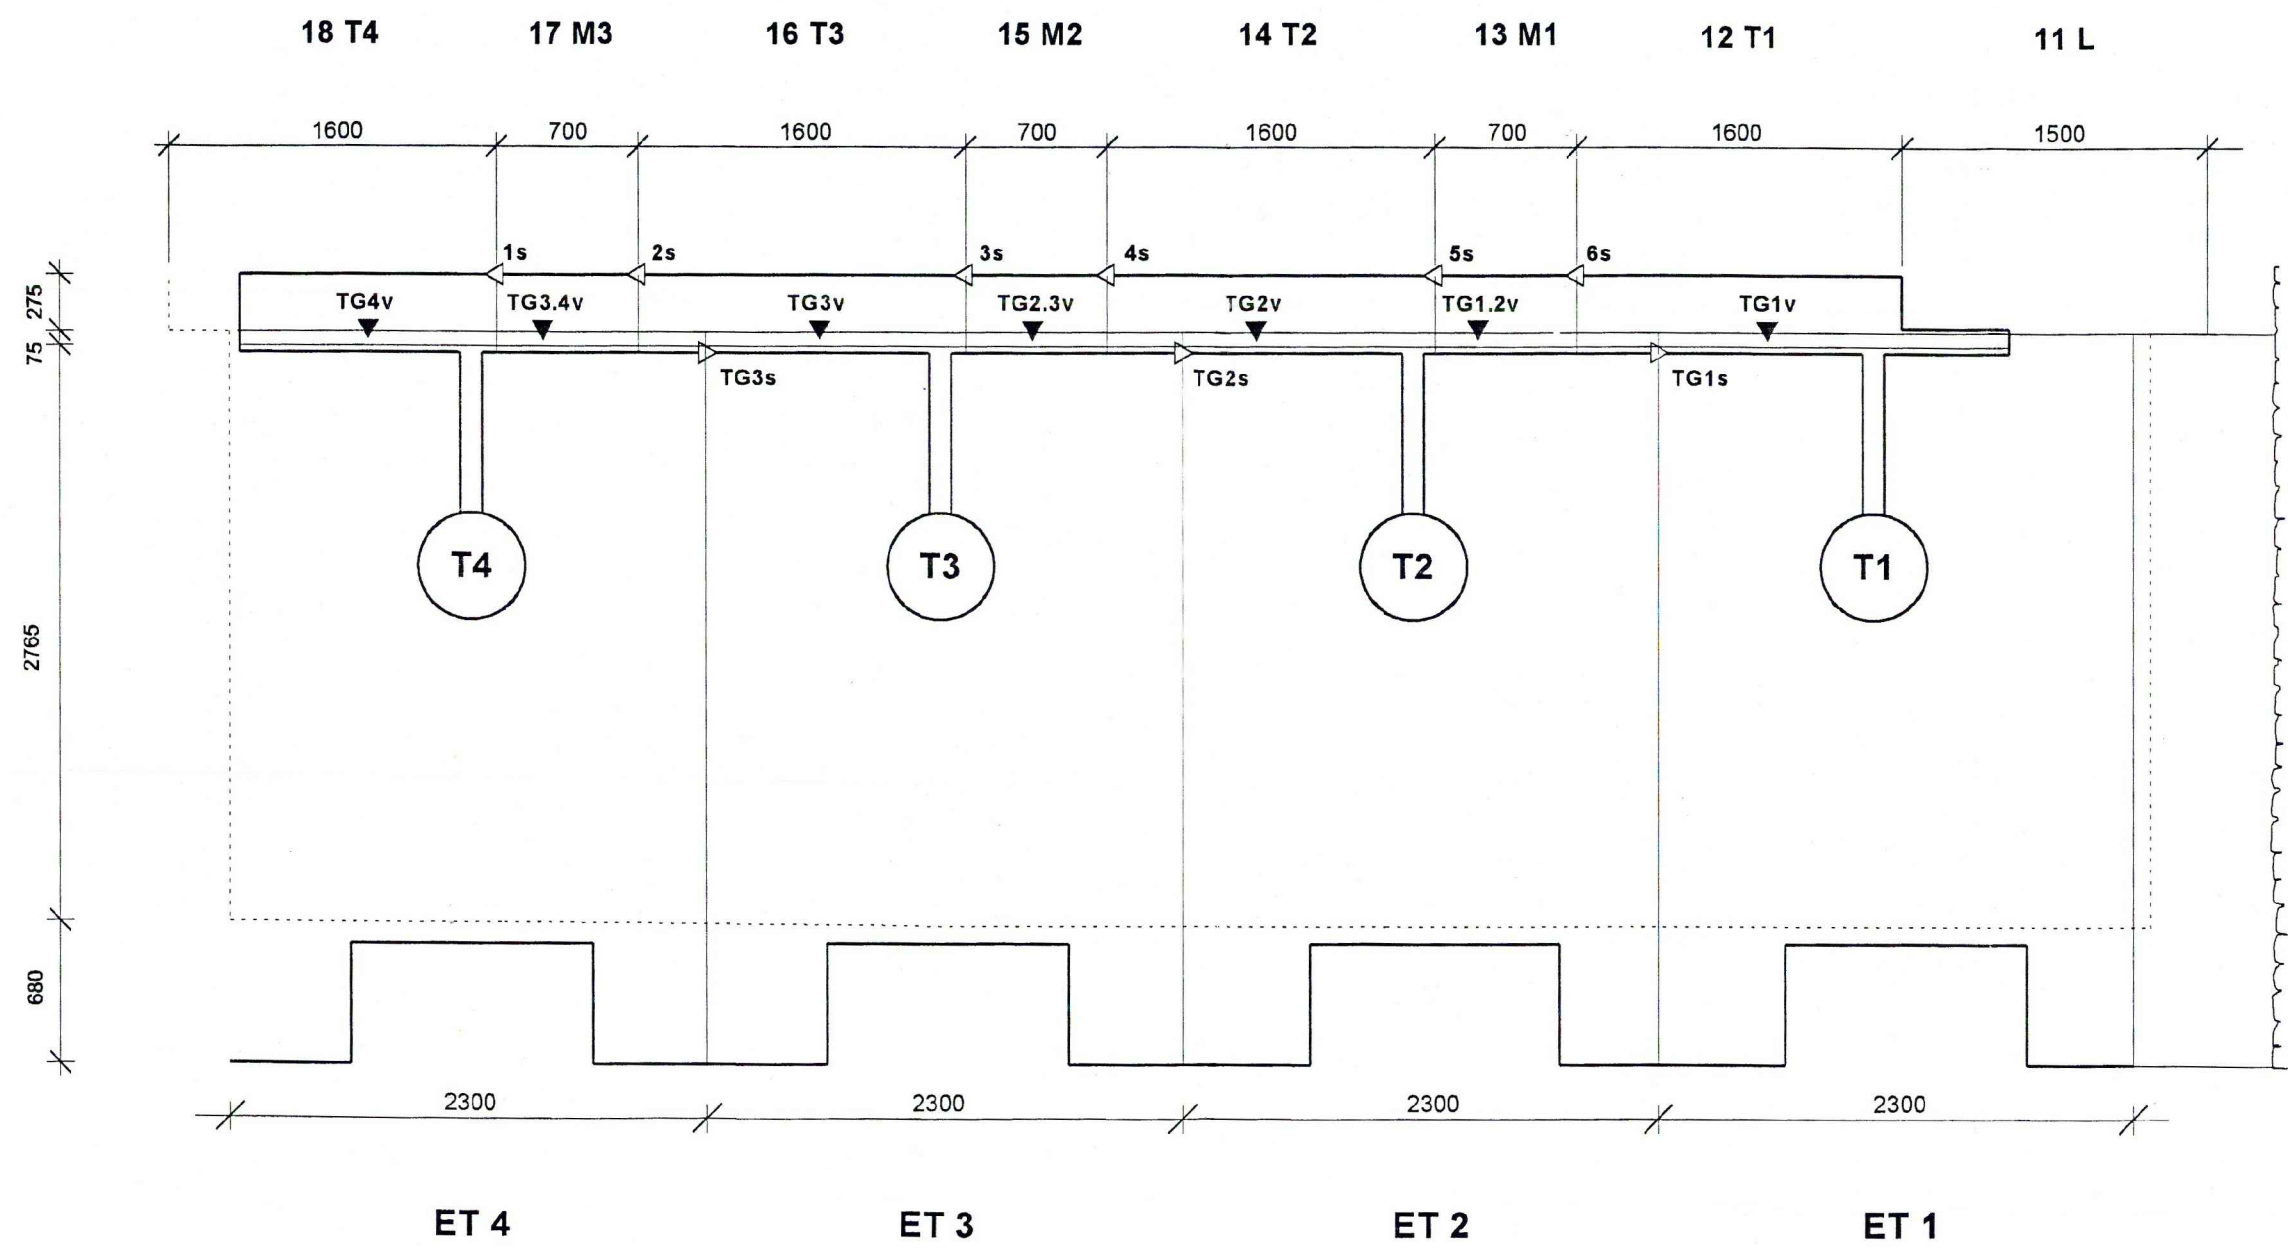 18 T4 17 M3 16 T3 15 M2 14 T2 13 M1 12 T1 11 L
1600 700 1600 700 1600 700 1600 1500
1s 2s 3s 4s 5s 6s
275
TG4v TG3.4v TG3v TG2.3v TG2v TG1.2v TG1v
75
TG3s TG2s TG1s
T4 T3 T2 T1
2765
680
2300 2300 2300 2300
ET 4 ET 3 ET 2 ET 1